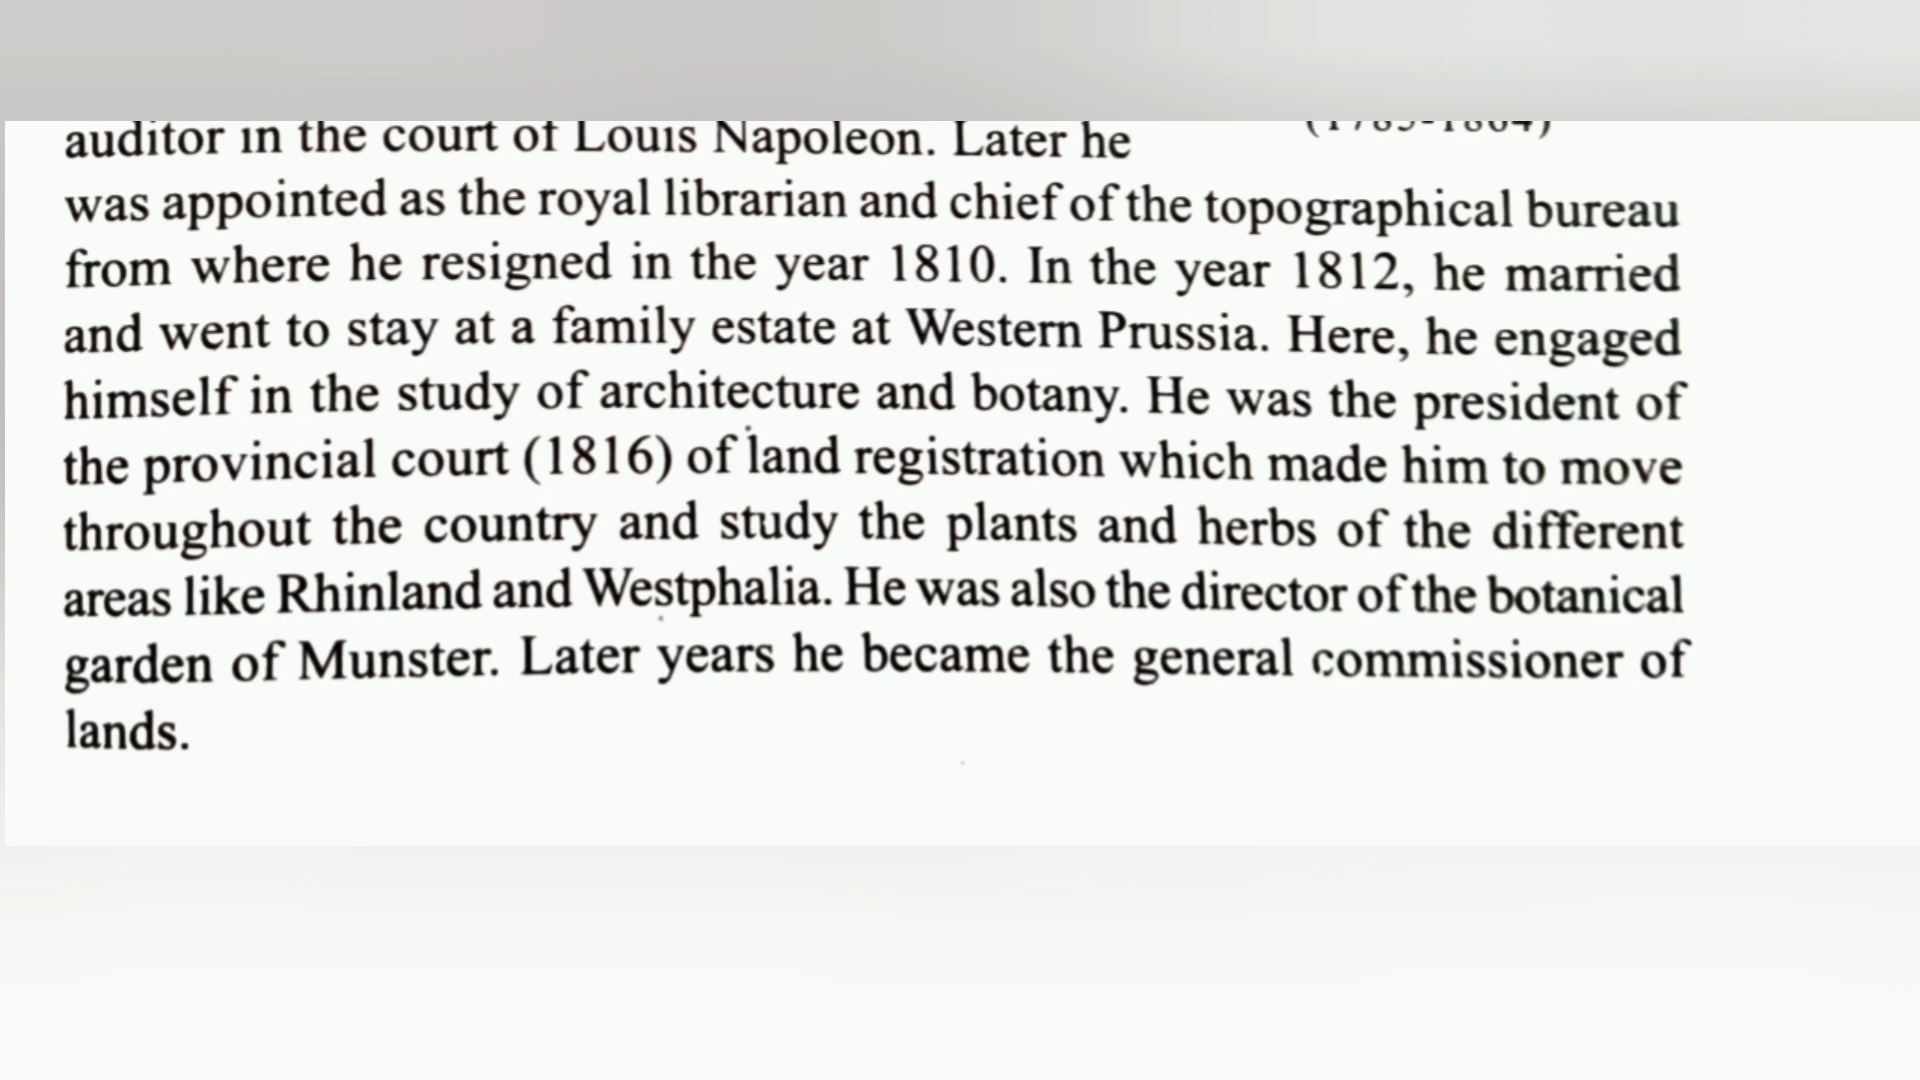 auditor in the court of Louis Napoleon. Later he
was appointed as the royal librarian and chief of the topographical bureau
from where he resigned in the year 1810. In the year 1812, he married
and went to stay at a family estate at Western Prussia. Here, he engaged
himself in the study of architecture and botany. He was the president of
the provincial court (1816) of land registration which made him to move
throughout the country and study the plants and herbs of the different
areas like Rhinland and Westphalia. He was also the director of the botanical
garden of Munster. Later years he became the general commissioner of
lands.